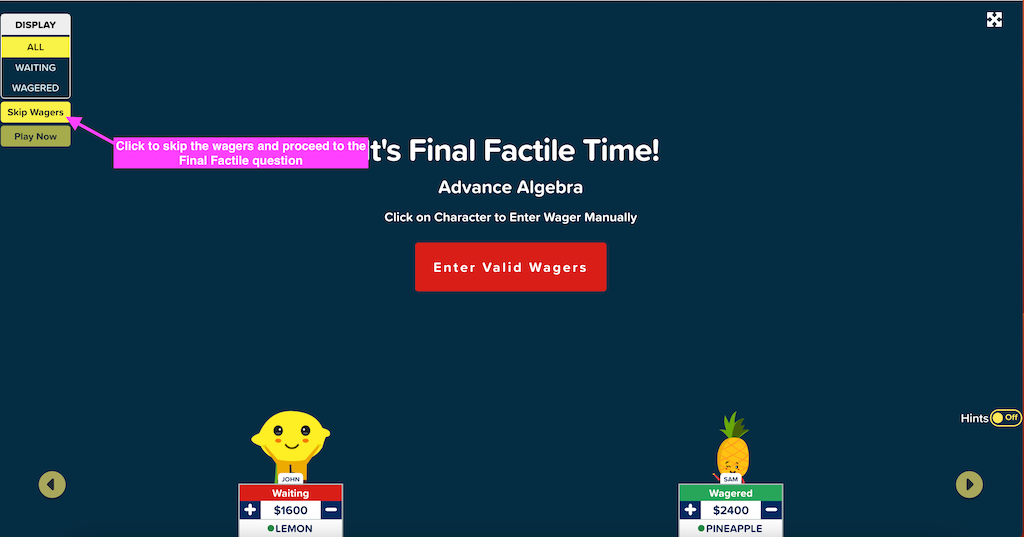 DISPLAY
ALL
WAITING
WAGERED
Skip Wagers
Play Now
Click to skip the wagers and proceed to the
Final Factile question
t's Final Factile Time!
Advance Algebra
Click on Character to Enter Wager Manually
Enter Valid Wagers
Hints Off
JOHN
Waiting
+ $1600 −
LEMON
SAM
Wagered
+ $2400 −
PINEAPPLE